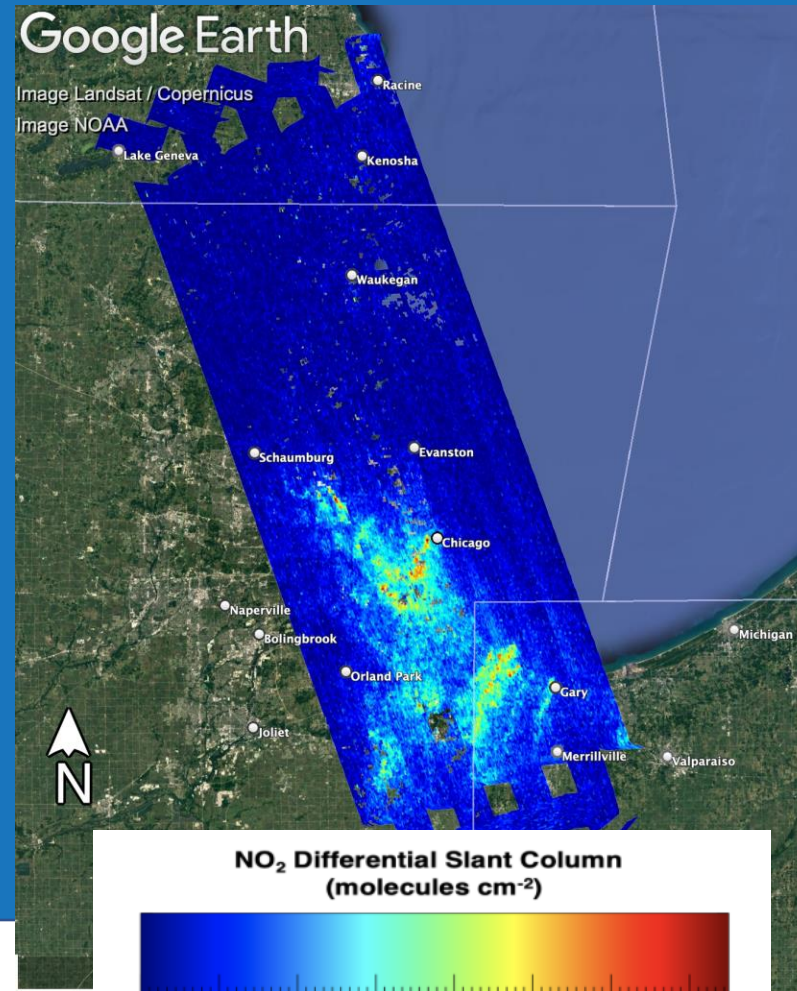 Google Earth
Image Landsat / Copernicus
Image NOAA
Racine
Lake Geneva
Kenosha
Waukegan
Schaumburg
Evanston
Chicago
Naperville
Bolingbrook
Michigan
Orland Park
Gary
Joliet
Merrillville
Valparaiso
N
NO₂ Differential Slant Column
(molecules cm⁻²)